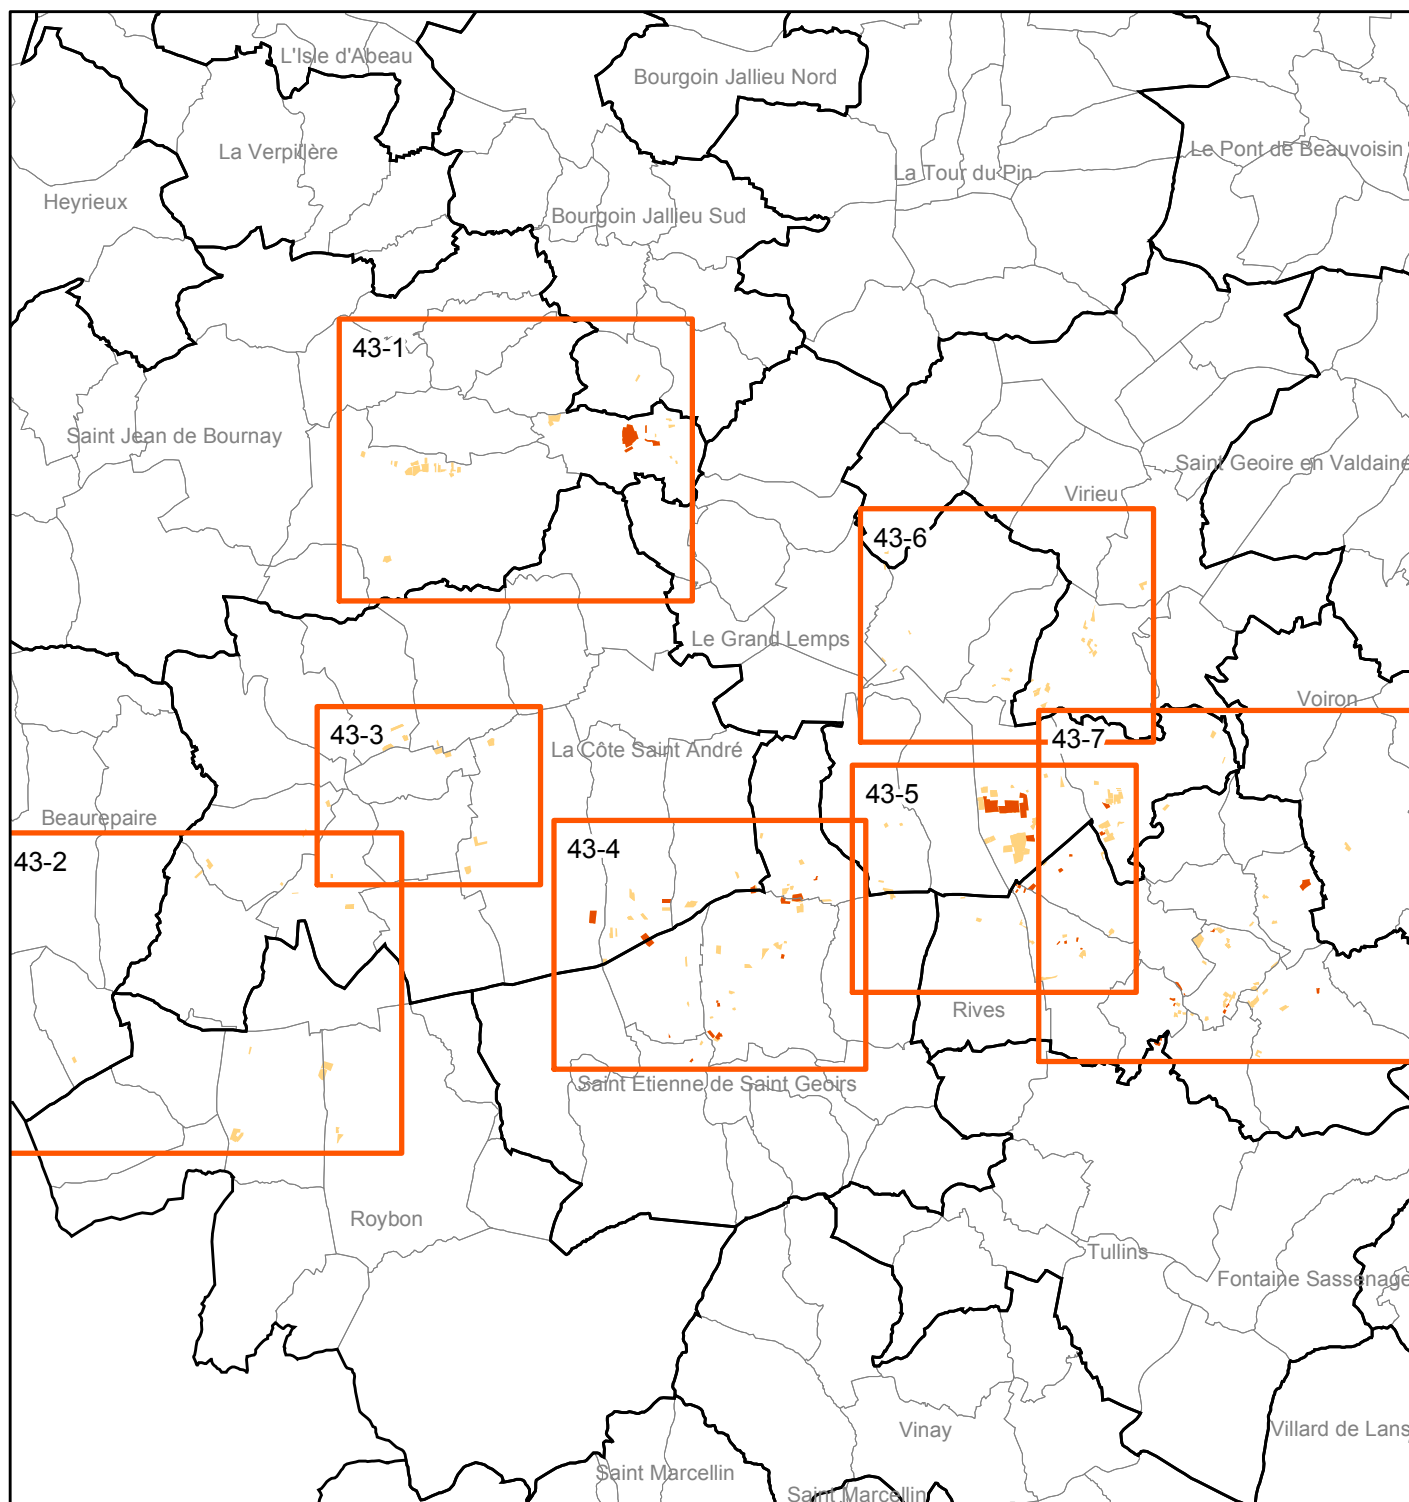 L'Isle d'Abeau
Bourgoin Jallieu Nord
La Verpillère
Le Pont de Beauvoisin
La Tour du Pin
Heyrieux
Bourgoin Jallieu Sud
43-1
Saint Jean de Bournay
Saint Geoire en Valdaine
Virieu
43-6
Le Grand Lemps
Voiron
43-3
La Côte Saint André
43-7
43-5
Beaurepaire
43-4
43-2
Rives
Saint Etienne de Saint Geoirs
Roybon
Tullins
Fontaine Sassenage
Vinay
Villard de Lans
Saint Marcellin
Saint Marcellin